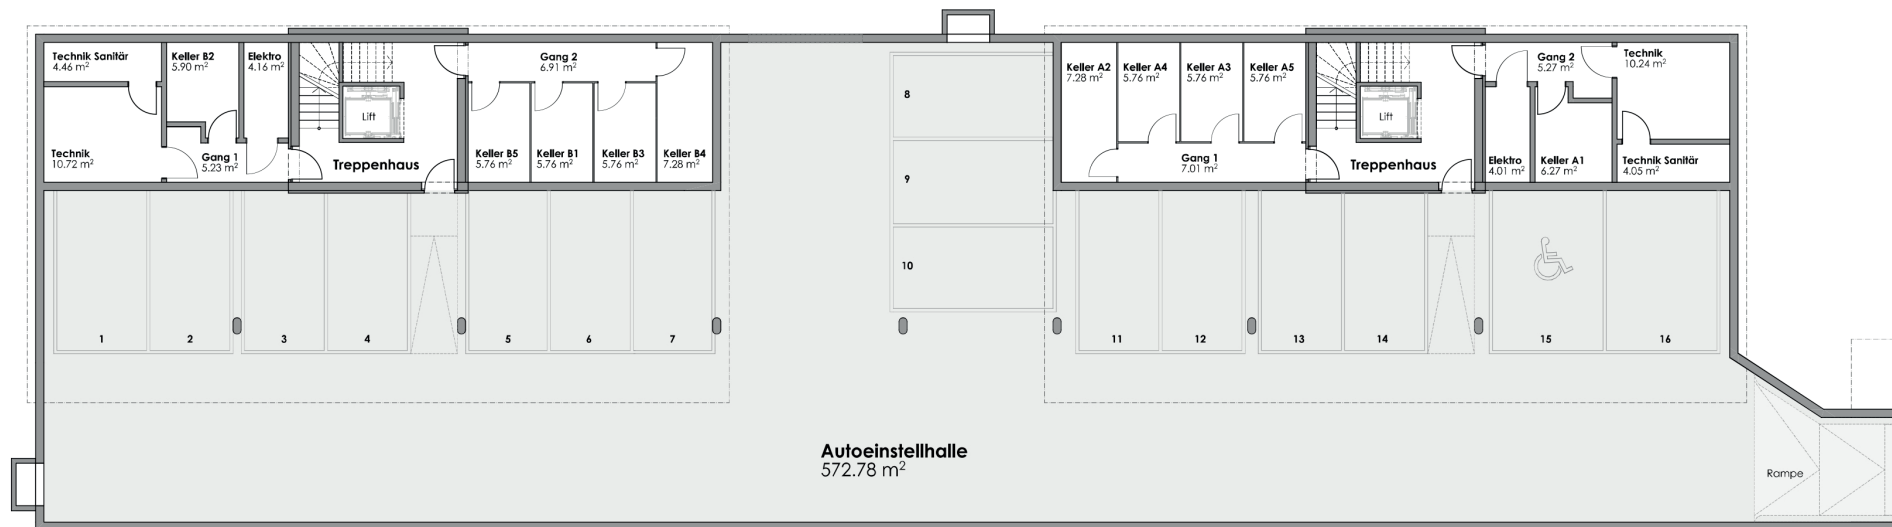 Technik Sanitär
4.46 m²
Keller B2
5.90 m²
Elektro
4.16 m²
Gang 2
6.91 m²
Lift
Technik
10.72 m²
Gang 1
5.23 m²
Treppenhaus
Keller B5
5.76 m²
Keller B1
5.76 m²
Keller B3
5.76 m²
Keller B4
7.28 m²
8
9
10
Keller A2
7.28 m²
Keller A4
5.76 m²
Keller A3
5.76 m²
Keller A5
5.76 m²
Gang 2
5.27 m²
Technik
10.24 m²
Lift
Gang 1
7.01 m²
Treppenhaus
Elektro
4.01 m²
Keller A1
6.27 m²
Technik Sanitär
4.05 m²
1
2
3
4
5
6
7
11
12
13
14
15
16
Autoeinstellhalle
572.78 m²
Rampe